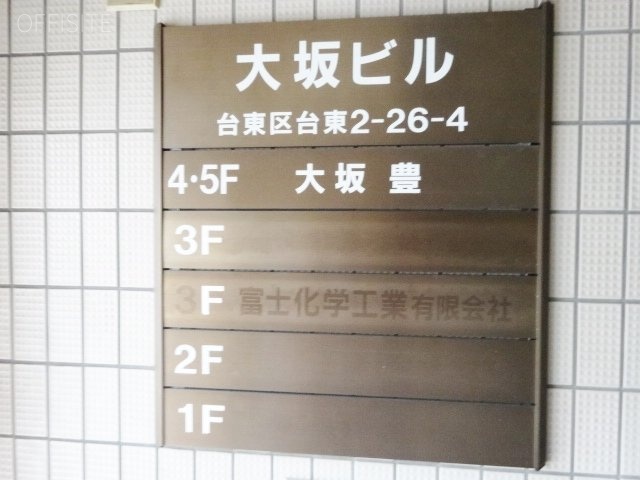 OFFISITE
大坂ビル
台東区台東2-26-4
4・5F 大坂 豊
3F
3F 富士化学工業有限会社
2F
1F